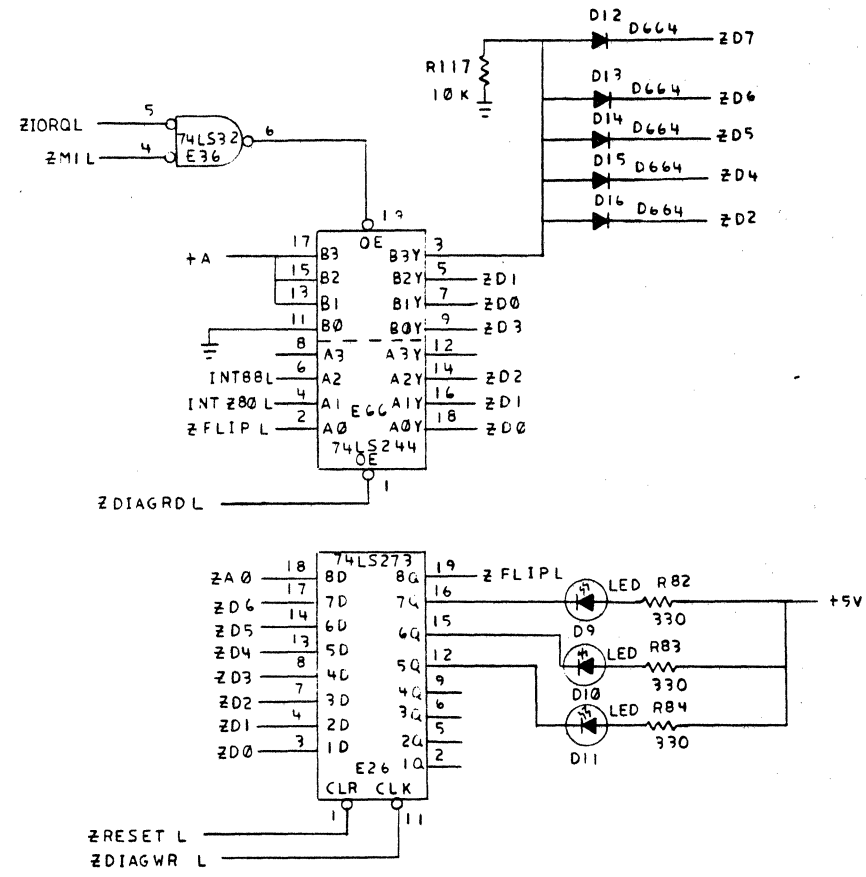 D12
D664
ZD7
R117
10K
D13
D664
ZD6
D14
D664
ZD5
D15
D664
ZD4
D16
D664
ZD2
ZIORQL
5
ZM1L
4
74LS32
E36
6
19
OE
+A
17
B3
B3Y
3
15
B2
B2Y
5
ZD1
13
B1
B1Y
7
ZD0
11
B0
B0Y
9
ZD3
8
A3
A3Y
12
INT88L
6
A2
A2Y
14
ZD2
INTZ80L
4
A1
A1Y
16
ZD1
E66
ZFLIPL
2
A0
A0Y
18
ZD0
74LS244
OE
1
ZDIAGRDL
74LS273
ZA0
18
8D
8Q
19
ZFLIPL
ZD6
17
7D
7Q
16
LED
R82
330
D9
+5V
ZD5
14
6D
6Q
15
LED
R83
330
D10
ZD4
13
5D
5Q
12
LED
R84
330
D11
ZD3
8
4D
4Q
9
ZD2
7
3D
3Q
6
ZD1
4
2D
2Q
5
ZD0
3
1D
1Q
2
E26
CLR CLK
1
11
ZRESET L
ZDIAGWR L